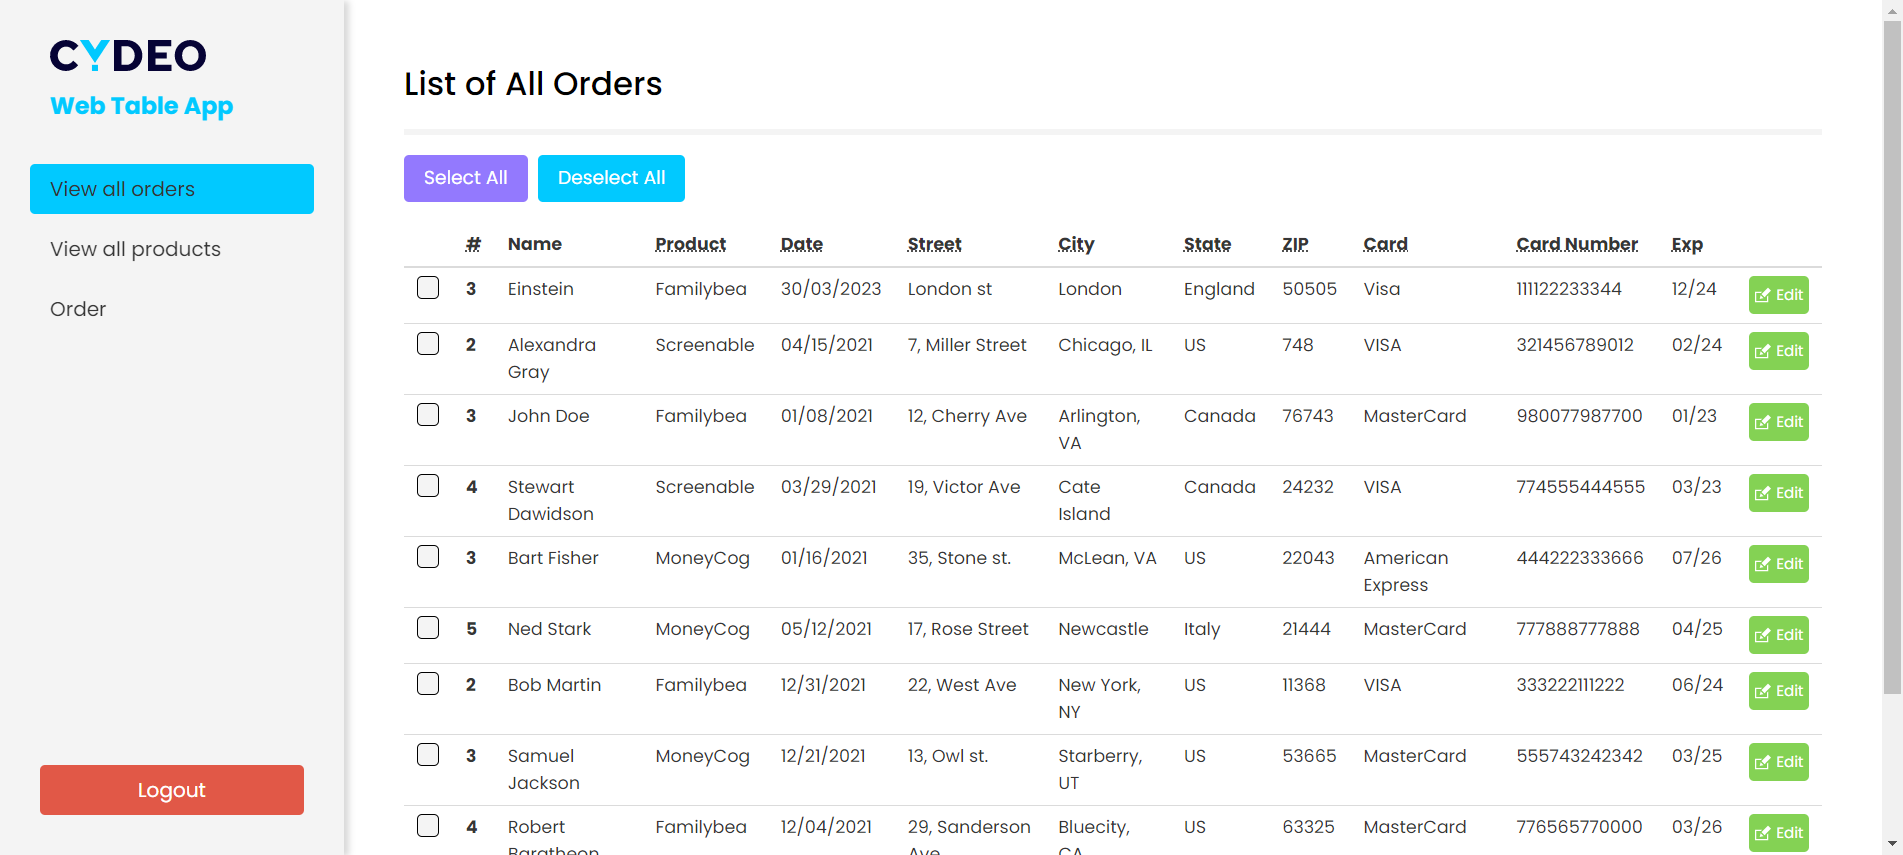 CYDEO
Web Table App
View all orders
View all products
Order
Logout
List of All Orders
Select All Deselect All
# Name Product Date Street City State ZIP Card Card Number Exp
3 Einstein Familybea 30/03/2023 London st London England 50505 Visa 111122233344 12/24 Edit
2 Alexandra Screenable 04/15/2021 7, Miller Street Chicago, IL US 748 VISA 321456789012 02/24 Edit
Gray
3 John Doe Familybea 01/08/2021 12, Cherry Ave Arlington, Canada 76743 MasterCard 980077987700 01/23 Edit
VA
4 Stewart Screenable 03/29/2021 19, Victor Ave Cate Canada 24232 VISA 774555444555 03/23 Edit
Dawidson Island
3 Bart Fisher MoneyCog 01/16/2021 35, Stone st. McLean, VA US 22043 American 444222333666 07/26 Edit
Express
5 Ned Stark MoneyCog 05/12/2021 17, Rose Street Newcastle Italy 21444 MasterCard 777888777888 04/25 Edit
2 Bob Martin Familybea 12/31/2021 22, West Ave New York, US 11368 VISA 333222111222 06/24 Edit
NY
3 Samuel MoneyCog 12/21/2021 13, Owl st. Starberry, US 53665 MasterCard 555743242342 03/25 Edit
Jackson UT
4 Robert Familybea 12/04/2021 29, Sanderson Bluecity, US 63325 MasterCard 776565770000 03/26 Edit
Baratheon Ave CA